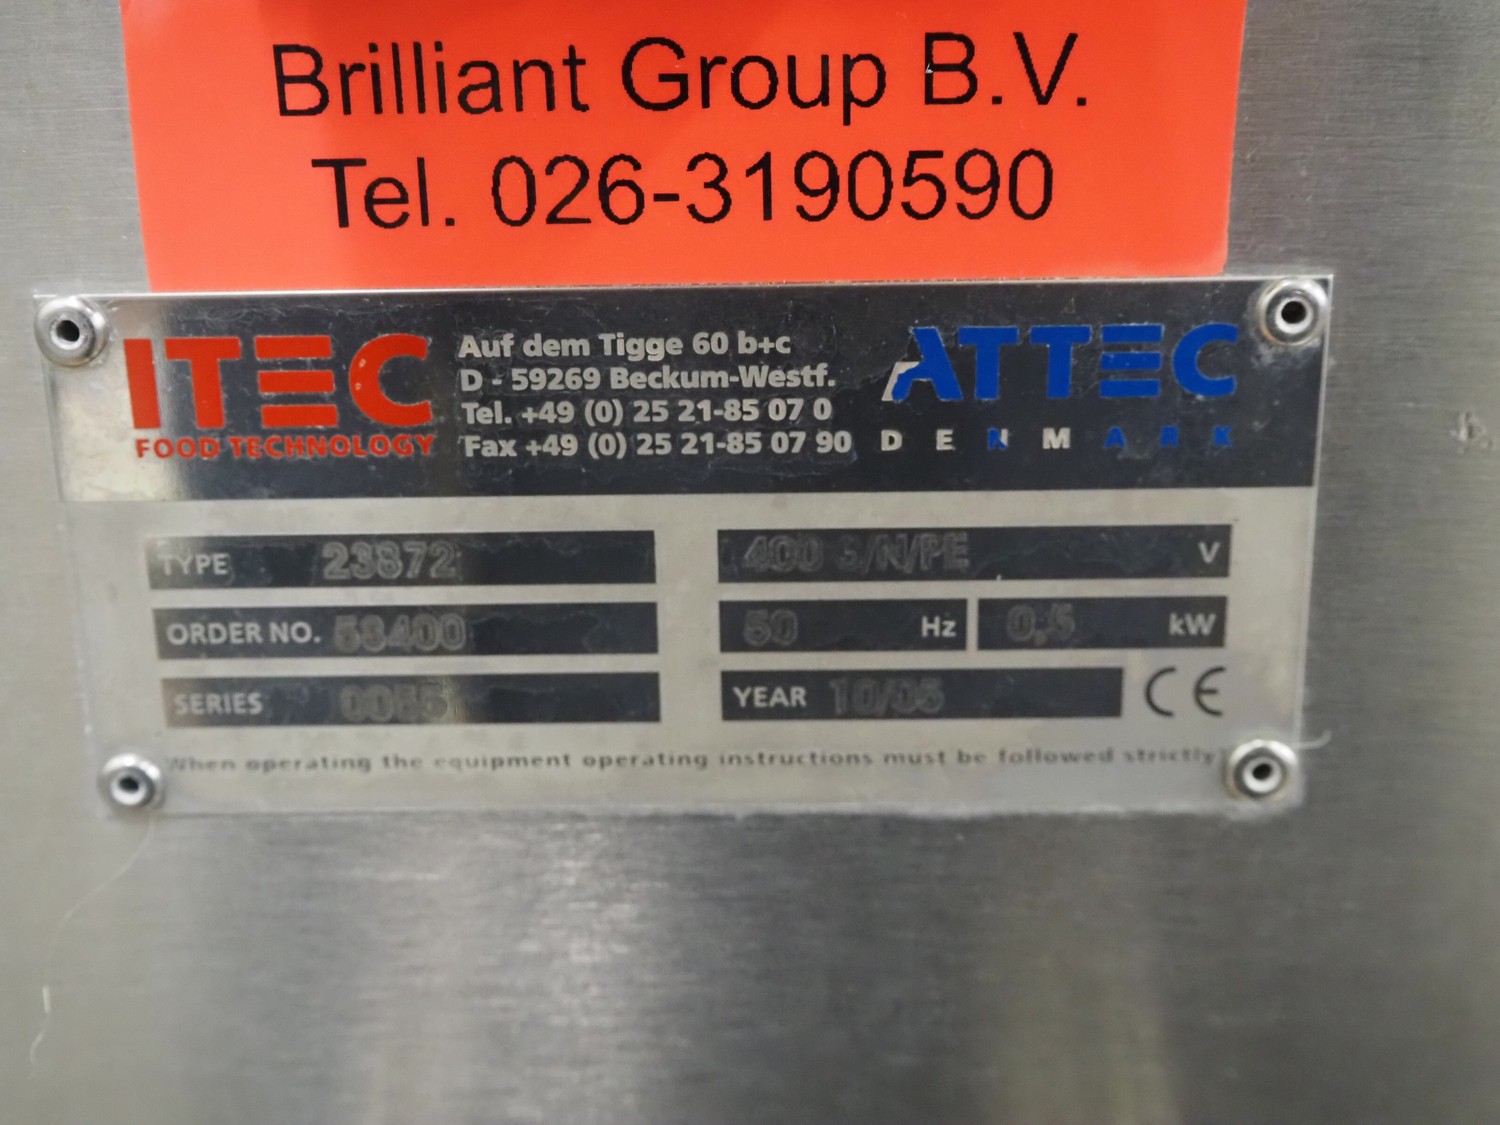 Brilliant Group B.V.
Tel. 026-3190590
ITEC
FOOD TECHNOLOGY
Auf dem Tigge 60 b+c
D - 59269 Beckum-Westf.
Tel. +49 (0) 25 21-85 07 0
Fax +49 (0) 25 21-85 07 90
ATTEC
DENMARK
TYPE 23872
400 3/N/PE V
ORDER NO. 53400
50 Hz
0,5 kW
SERIES
YEAR 10/05
CE
When operating the equipment operating instructions must be followed strictly!